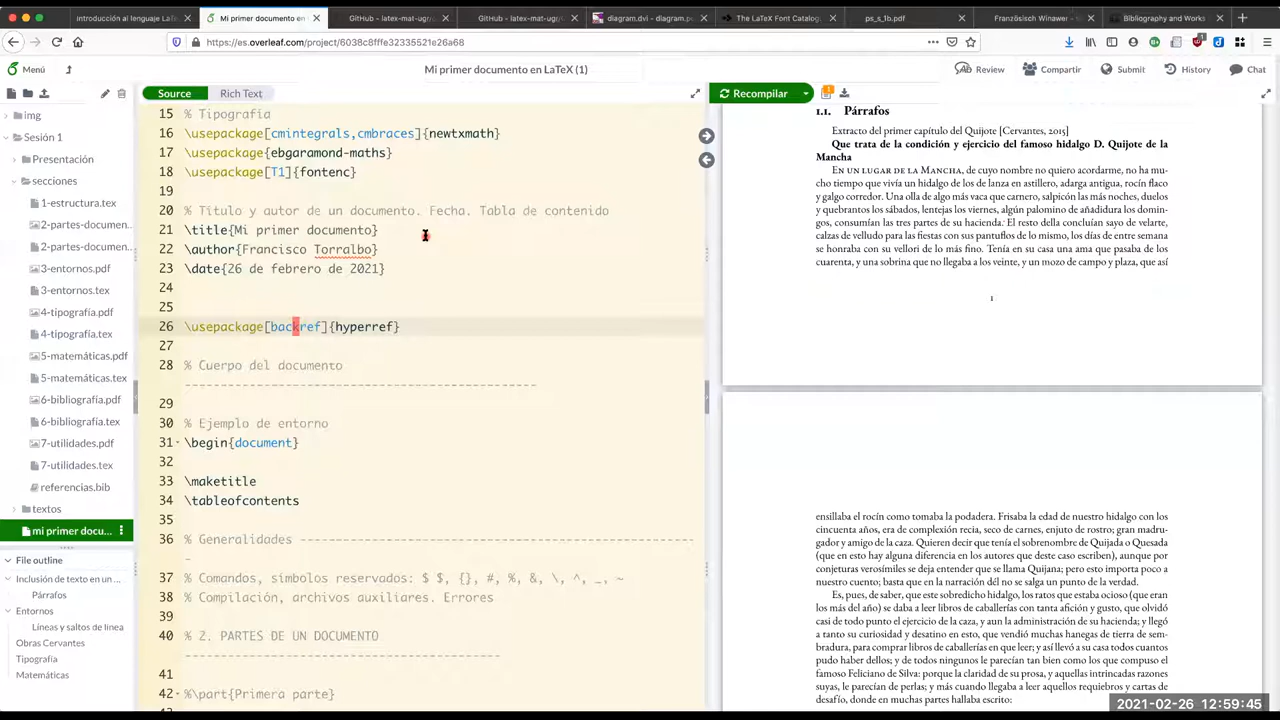 introducción al lenguaje LaTe
Mi primer documento en
GitHub - latex-mat-ugr/
GitHub - latex-mat-ugr/
diagram.dvi - diagram.p
The LaTeX Font Catalog
ps_s_1b.pdf
Französisch Winawer –
Bibliography and Works
https://es.overleaf.com/project/6038c8fffe32335521e26a68
Menú
Mi primer documento en LaTeX (1)
Review
Compartir
Submit
History
Chat
Source
Rich Text
Recompilar
img
Sesión 1
Presentación
secciones
1-estructura.tex
2-partes-documen...
2-partes-documen...
3-entornos.pdf
3-entornos.tex
4-tipografía.pdf
4-tipografía.tex
5-matemáticas.pdf
5-matemáticas.tex
6-bibliografía.pdf
6-bibliografía.tex
7-utilidades.pdf
7-utilidades.tex
referencias.bib
textos
mi primer docu...
File outline
Inclusión de texto en un ...
Párrafos
Entornos
Líneas y saltos de línea
Obras Cervantes
Tipografía
Matemáticas
15 % Tipografía
16 \usepackage[cmintegrals,cmbraces]{newtxmath}
17 \usepackage{ebgaramond-maths}
18 \usepackage[T1]{fontenc}
19
20 % Título y autor de un documento. Fecha. Tabla de contenido
21 \title{Mi primer documento}
22 \author{Francisco Torralbo}
23 \date{26 de febrero de 2021}
24
25
26 \usepackage[backref]{hyperref}
27
28 % Cuerpo del documento
------------------------------------------------
29
30 % Ejemplo de entorno
31 \begin{document}
32
33 \maketitle
34 \tableofcontents
35
36 % Generalidades -----------------------------------------------------
-
37 % Comandos, símbolos reservados: $ $, {}, #, %, &, \, ^, _, ~
38 % Compilación, archivos auxiliares. Errores
39
40 % 2. PARTES DE UN DOCUMENTO
-------------------------------------------
41
42 %\part{Primera parte}
1.1. Párrafos
Extracto del primer capítulo del Quijote [Cervantes, 2015]
Que trata de la condición y ejercicio del famoso hidalgo D. Quijote de la
Mancha
En un lugar de la Mancha, de cuyo nombre no quiero acordarme, no ha mu-
cho tiempo que vivía un hidalgo de los de lanza en astillero, adarga antigua, rocín flaco
y galgo corredor. Una olla de algo más vaca que carnero, salpicón las más noches, duelos
y quebrantos los sábados, lentejas los viernes, algún palomino de añadidura los domin-
gos, consumían las tres partes de su hacienda. El resto della concluían sayo de velarte,
calzas de velludo para las fiestas con sus pantuflos de lo mismo, los días de entre semana
se honraba con su vellori de lo más fino. Tenía en su casa una ama que pasaba de los
cuarenta, y una sobrina que no llegaba a los veinte, y un mozo de campo y plaza, que así
1
ensillaba el rocín como tomaba la podadera. Frisaba la edad de nuestro hidalgo con los
cincuenta años, era de complexión recia, seco de carnes, enjuto de rostro; gran madru-
gador y amigo de la caza. Quieren decir que tenía el sobrenombre de Quijada o Quesada
(que en esto hay alguna diferencia en los autores que deste caso escriben), aunque por
conjeturas verosímiles se deja entender que se llama Quijana; pero esto importa poco a
nuestro cuento; basta que en la narración dél no se salga un punto de la verdad.
Es, pues, de saber, que este sobredicho hidalgo, los ratos que estaba ocioso (que eran
los más del año) se daba a leer libros de caballerías con tanta afición y gusto, que olvidó
casi de todo punto el ejercicio de la caza, y aun la administración de su hacienda; y llegó
a tanto su curiosidad y desatino en esto, que vendió muchas hanegas de tierra de sem-
bradura, para comprar libros de caballerías en que leer; y así llevó a su casa todos cuantos
pudo haber dellos; y de todos ningunos le parecían tan bien como los que compuso el
famoso Feliciano de Silva: porque la claridad de su prosa, y aquellas intrincadas razones
suyas, le parecían de perlas; y más cuando llegaba a leer aquellos requiebros y cartas de
desafío, donde en muchas partes hallaba escrito:
2021-02-26 12:59:45